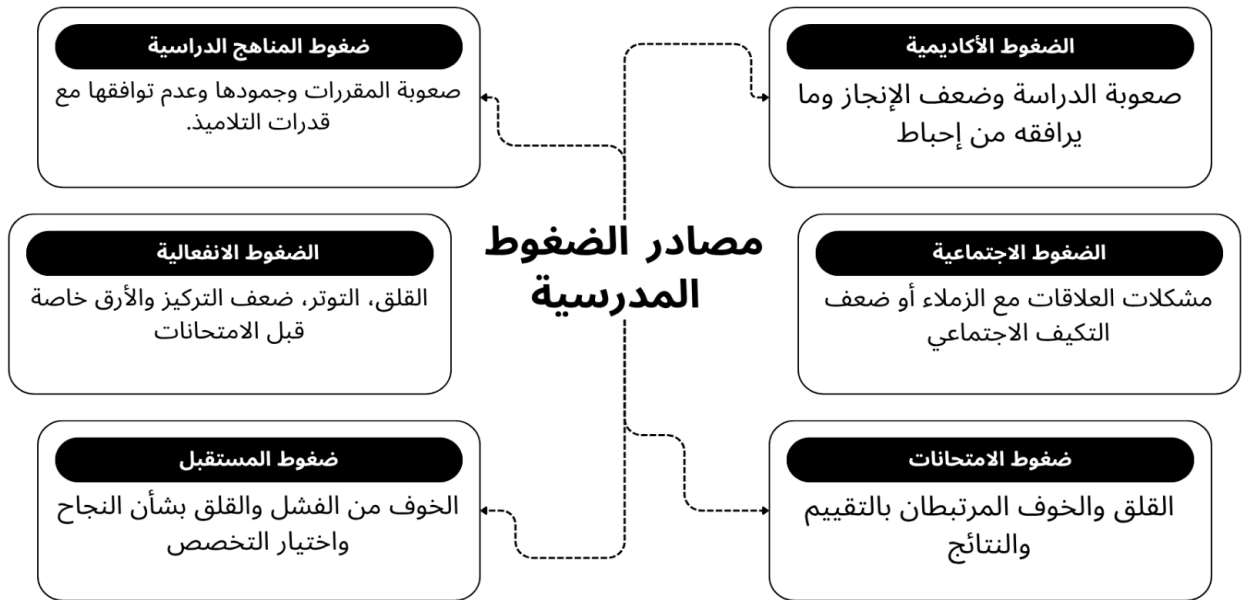 الضغوط الأكاديمية
صعوبة الدراسة وضعف الإنجاز وما
يرافقه من إحباط
ضغوط المناهج الدراسية
صعوبة المقررات وجمودها وعدم توافقها مع
قدرات التلاميذ.
مصادر الضغوط
المدرسية
الضغوط الاجتماعية
مشكلات العلاقات مع الزملاء أو ضعف
التكيف الاجتماعي
الضغوط الانفعالية
القلق، التوتر، ضعف التركيز والأرق خاصة
قبل الامتحانات
ضغوط الامتحانات
القلق والخوف المرتبطان بالتقييم
والنتائج
ضغوط المستقبل
الخوف من الفشل والقلق بشأن النجاح
واختيار التخصص